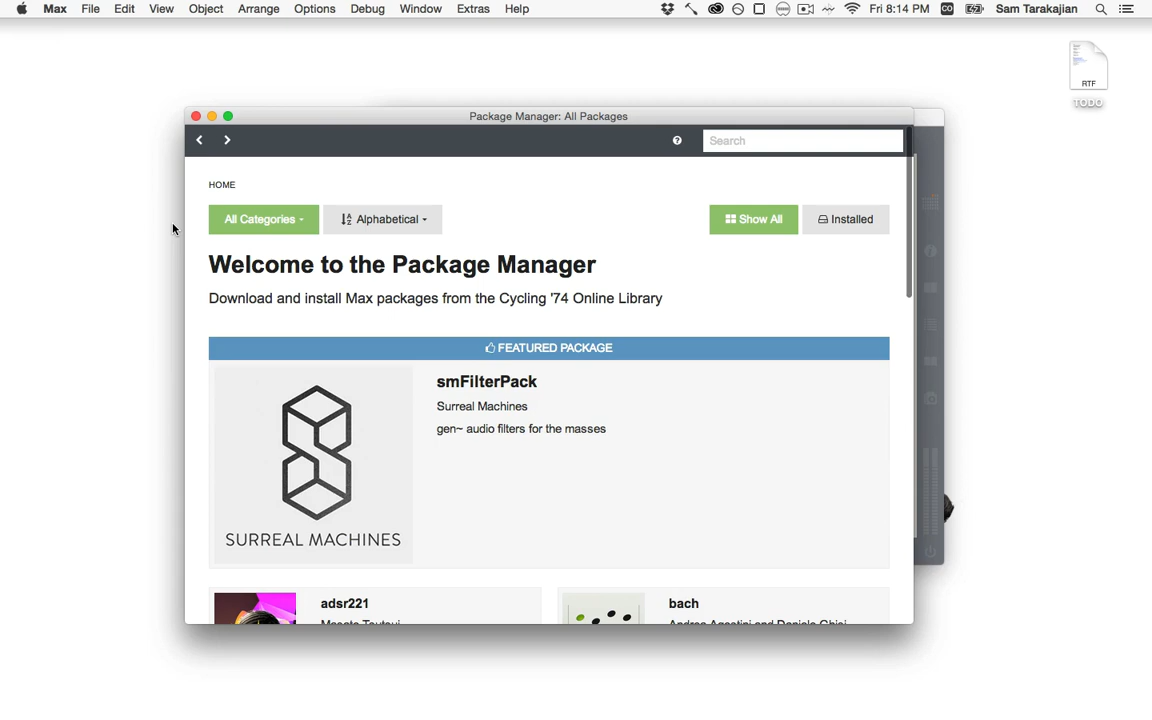 Max File Edit View Object Arrange Options Debug Window Extras Help Fri 8:14 PM Sam Tarakajian
RTF
TODO
Package Manager: All Packages
Search
HOME
All Categories Alphabetical Show All Installed
Welcome to the Package Manager
Download and install Max packages from the Cycling '74 Online Library
FEATURED PACKAGE
smFilterPack
Surreal Machines
gen~ audio filters for the masses
SURREAL MACHINES
adsr221 bach